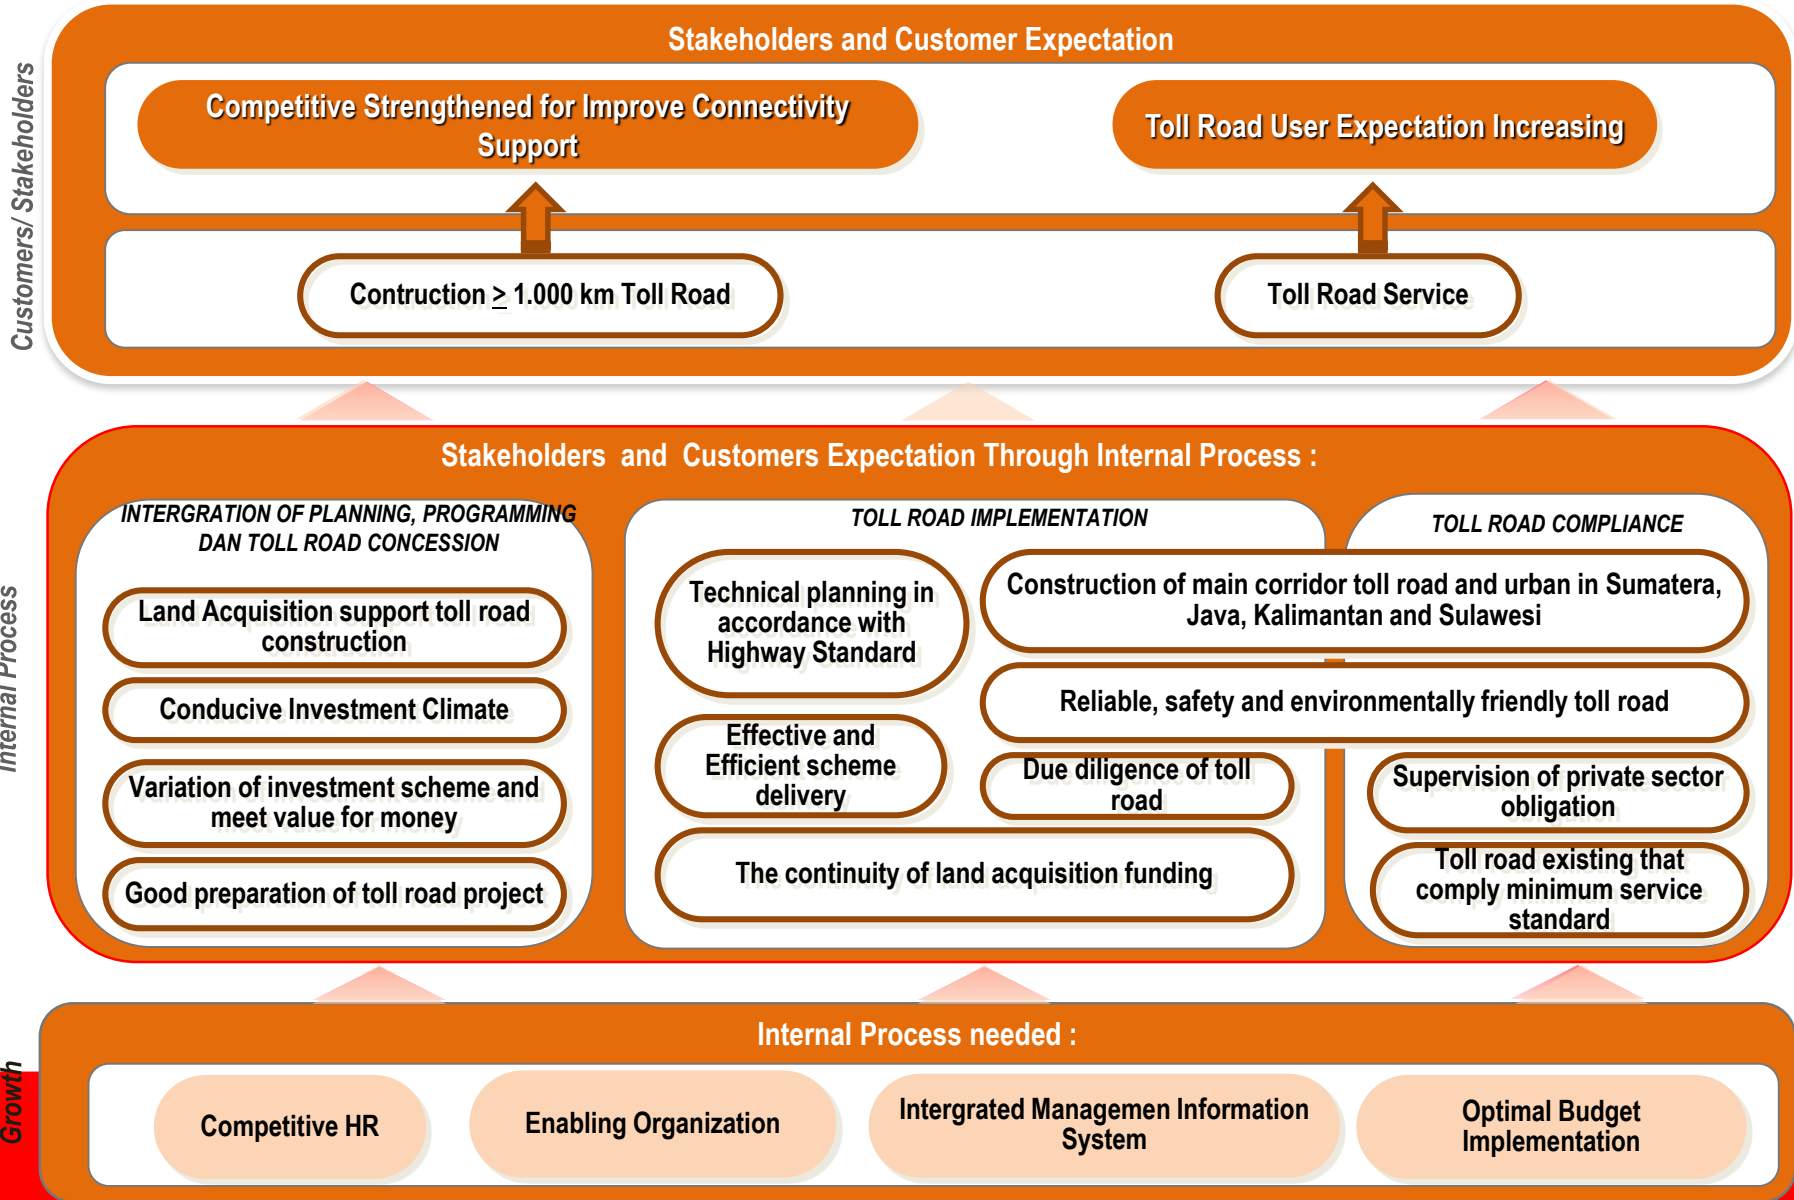 Customers/ Stakeholders
Stakeholders and Customer Expectation
Competitive Strengthened for Improve Connectivity
Support
Toll Road User Expectation Increasing
Contruction ≥ 1.000 km Toll Road
Toll Road Service
Internal Process
Stakeholders and Customers Expectation Through Internal Process :
INTERGRATION OF PLANNING, PROGRAMMING
DAN TOLL ROAD CONCESSION
Land Acquisition support toll road
construction
Conducive Investment Climate
Variation of investment scheme and
meet value for money
Good preparation of toll road project
TOLL ROAD IMPLEMENTATION
Technical planning in
accordance with
Highway Standard
Construction of main corridor toll road and urban in Sumatera,
Java, Kalimantan and Sulawesi
Reliable, safety and environmentally friendly toll road
Effective and
Efficient scheme
delivery
Due diligence of toll
road
The continuity of land acquisition funding
TOLL ROAD COMPLIANCE
Supervision of private sector
obligation
Toll road existing that
comply minimum service
standard
Growth
Internal Process needed :
Competitive HR
Enabling Organization
Intergrated Managemen Information
System
Optimal Budget
Implementation